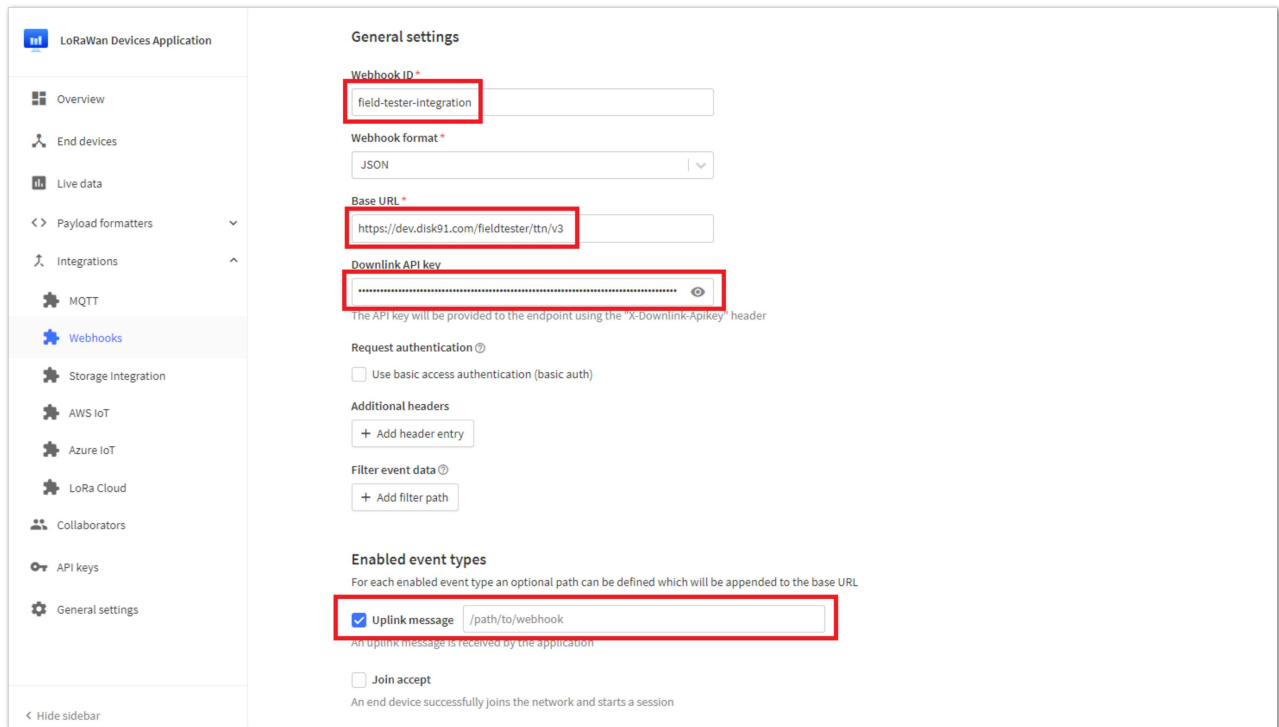 LoRaWan Devices Application
Overview
End devices
Live data
Payload formatters
Integrations
MQTT
Webhooks
Storage Integration
AWS IoT
Azure IoT
LoRa Cloud
Collaborators
API keys
General settings
Hide sidebar
General settings
Webhook ID *
field-tester-integration
Webhook format *
JSON
Base URL *
https://dev.disk91.com/fieldtester/ttn/v3
Downlink API key
The API key will be provided to the endpoint using the "X-Downlink-Apikey" header
Request authentication
Use basic access authentication (basic auth)
Additional headers
+ Add header entry
Filter event data
+ Add filter path
Enabled event types
For each enabled event type an optional path can be defined which will be appended to the base URL
Uplink message /path/to/webhook
An uplink message is received by the application
Join accept
An end device successfully joins the network and starts a session